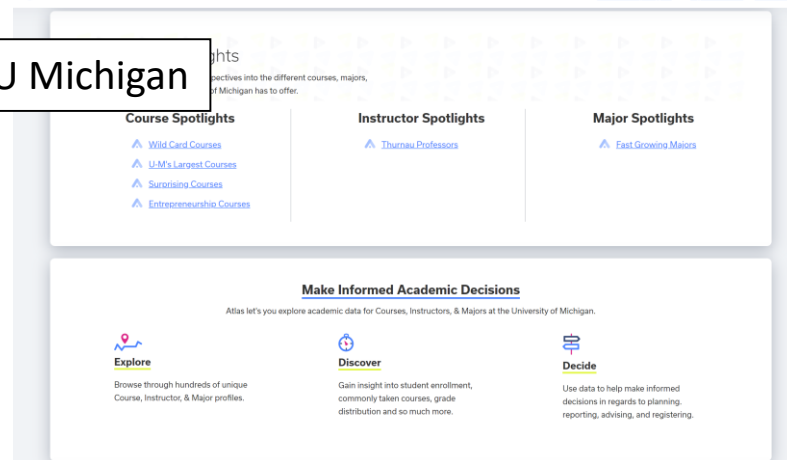 U Michigan
ghts
pectives into the different courses, majors,
of Michigan has to offer.
Course Spotlights
Wild Card Courses
U-M's Largest Courses
Surprising Courses
Entrepreneurship Courses
Instructor Spotlights
Thurnau Professors
Major Spotlights
Fast Growing Majors
Make Informed Academic Decisions
Atlas let's you explore academic data for Courses, Instructors, & Majors at the University of Michigan.
Explore
Browse through hundreds of unique
Course, Instructor, & Major profiles.
Discover
Gain insight into student enrollment,
commonly taken courses, grade
distribution and so much more.
Decide
Use data to help make informed
decisions in regards to planning,
reporting, advising, and registering.